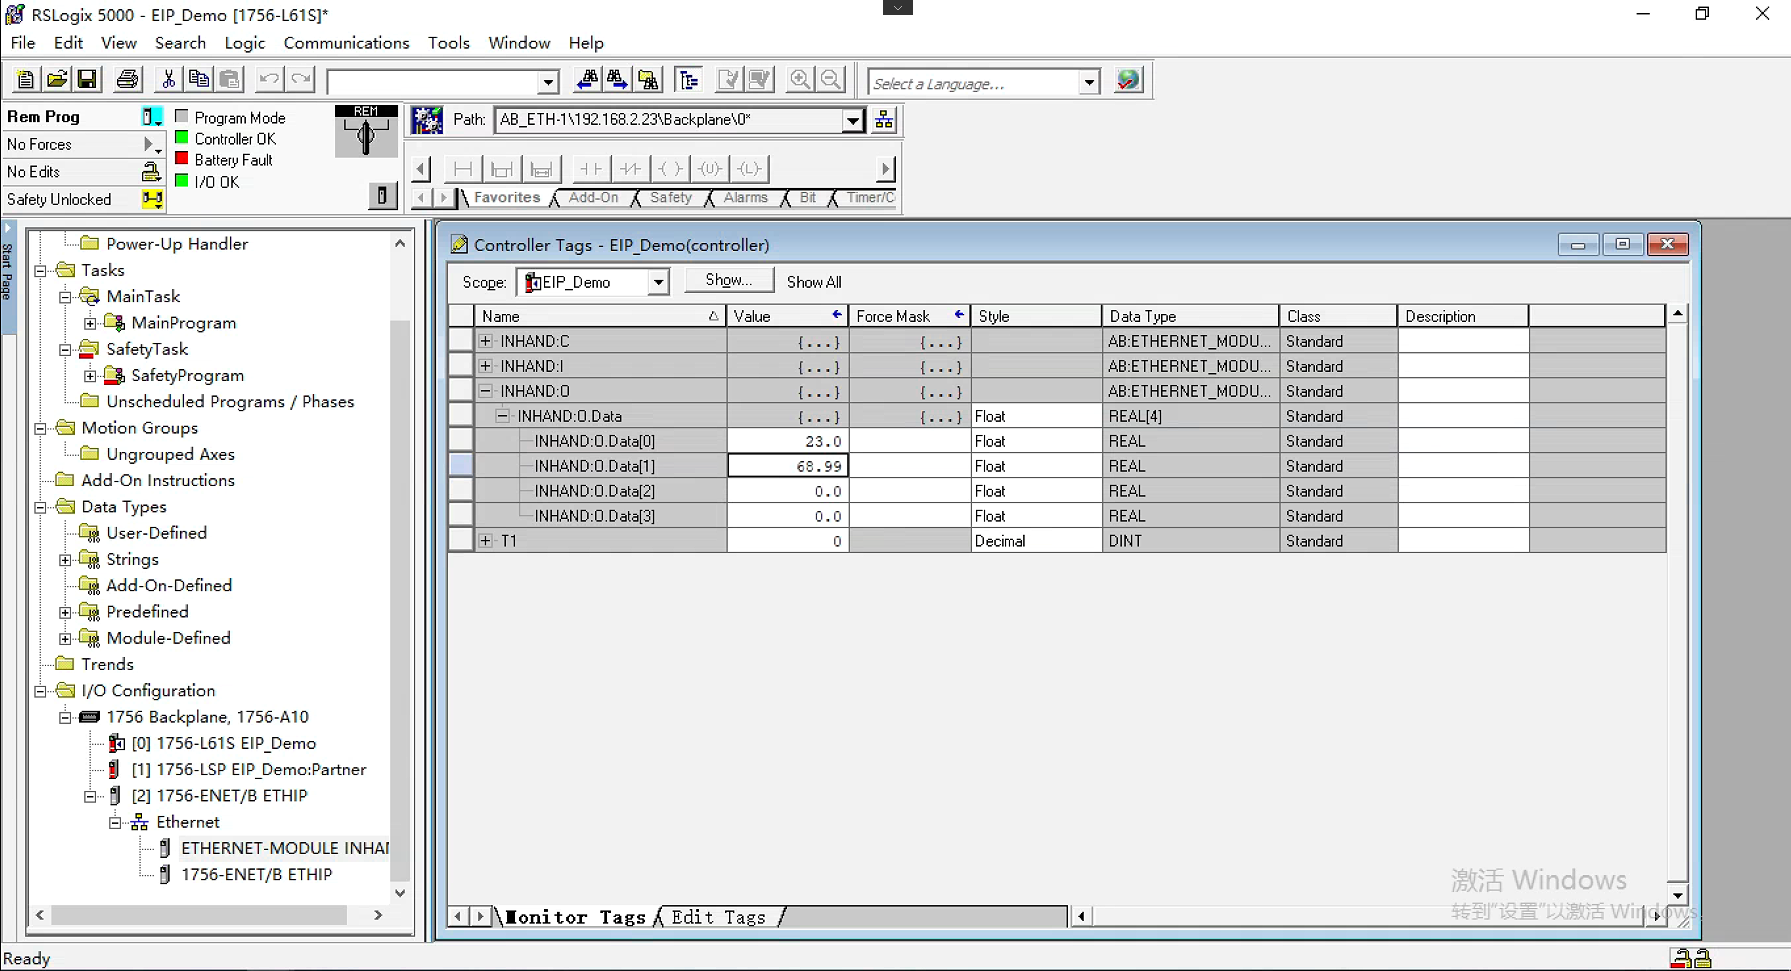 RSLogix 5000 - EIP_Demo [1756-L61S]*
File Edit View Search Logic Communications Tools Window Help
Select a Language...
Rem Prog
Program Mode
REM
Path: AB_ETH-1\192.168.2.23\Backplane\0*
No Forces
Controller OK
No Edits
Battery Fault
Safety Unlocked
I/O OK
Favorites Add-On Safety Alarms Bit Timer/C
Start Page
Power-Up Handler
Tasks
MainTask
MainProgram
SafetyTask
SafetyProgram
Unscheduled Programs / Phases
Motion Groups
Ungrouped Axes
Add-On Instructions
Data Types
User-Defined
Strings
Add-On-Defined
Predefined
Module-Defined
Trends
I/O Configuration
1756 Backplane, 1756-A10
[0] 1756-L61S EIP_Demo
[1] 1756-LSP EIP_Demo:Partner
[2] 1756-ENET/B ETHIP
Ethernet
ETHERNET-MODULE INHAN
1756-ENET/B ETHIP
Controller Tags - EIP_Demo(controller)
Scope: EIP_Demo Show... Show All
Name Value Force Mask Style Data Type Class Description
INHAND:C {...} {...} AB:ETHERNET_MODU... Standard
INHAND:I {...} {...} AB:ETHERNET_MODU... Standard
INHAND:O {...} {...} AB:ETHERNET_MODU... Standard
INHAND:O.Data {...} {...} Float REAL[4] Standard
INHAND:O.Data[0] 23.0 Float REAL Standard
INHAND:O.Data[1] 68.99 Float REAL Standard
INHAND:O.Data[2] 0.0 Float REAL Standard
INHAND:O.Data[3] 0.0 Float REAL Standard
T1 0 Decimal DINT Standard
Monitor Tags Edit Tags
激活 Windows
转到"设置"以激活 Windows。
Ready